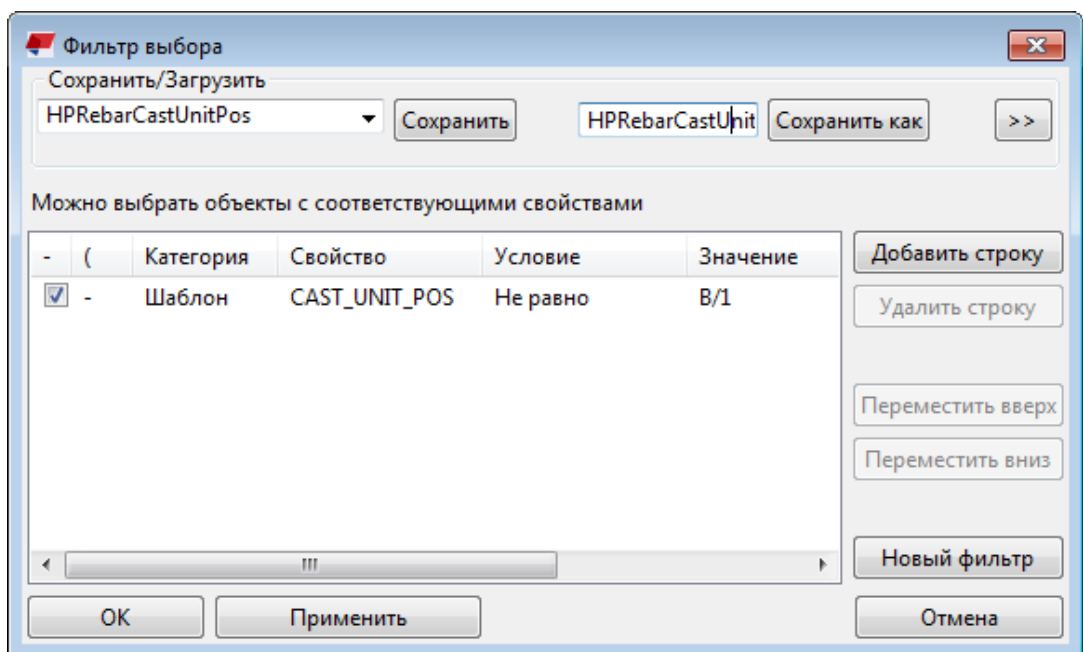 Фильтр выбора
Сохранить/Загрузить
HPRebarCastUnitPos Сохранить HPRebarCastUnit Сохранить как >>
Можно выбрать объекты с соответствующими свойствами
- ( Категория Свойство Условие Значение
- Шаблон CAST_UNIT_POS Не равно B/1
Добавить строку
Удалить строку
Переместить вверх
Переместить вниз
Новый фильтр
OK Применить Отмена